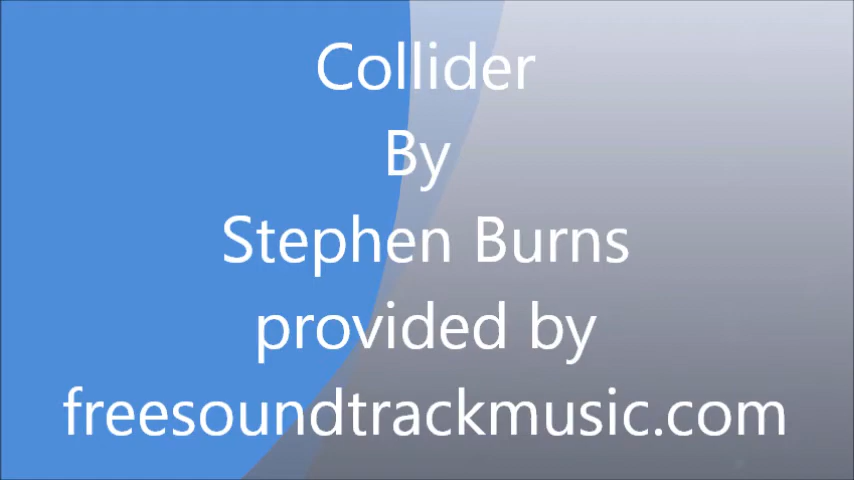 Collider
By
Stephen Burns
provided by
freesoundtrackmusic.com